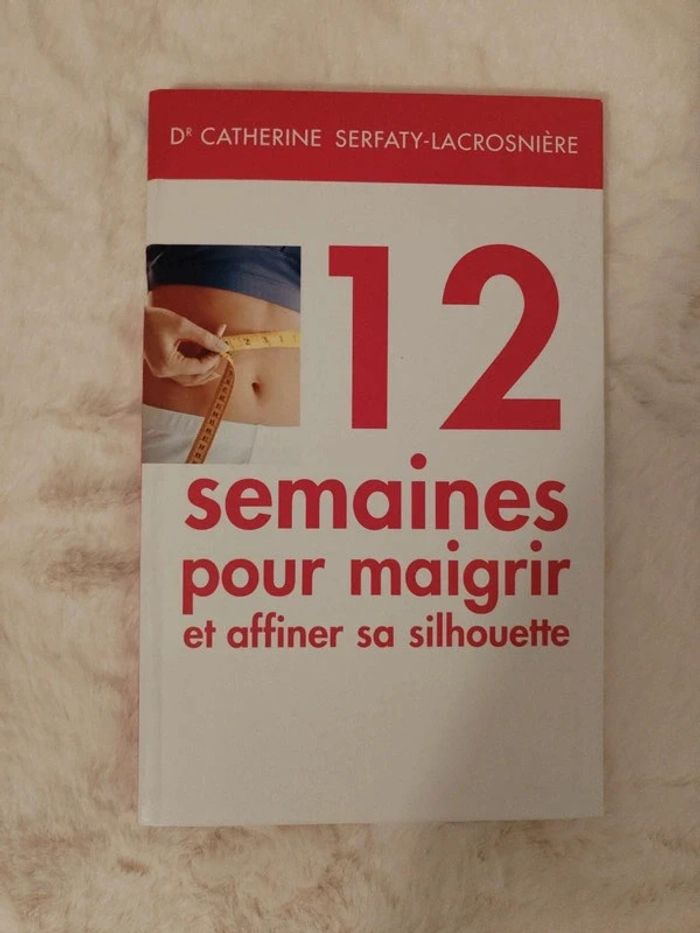 Dʳ CATHERINE SERFATY-LACROSNIÈRE
12
semaines
pour maigrir
et affiner sa silhouette